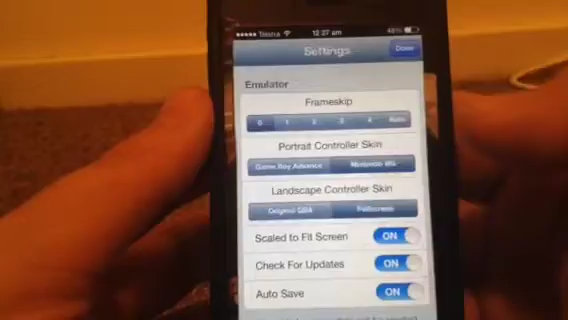 Telstra 12:27 am 48%
Settings Done
Emulator
Frameskip
0 1 2 3 4 Auto
Portrait Controller Skin
Game Boy Advance Nintendo
Landscape Controller Skin
Original GBA Fullscreen
Scaled to Fit Screen ON
Check For Updates ON
Auto Save ON